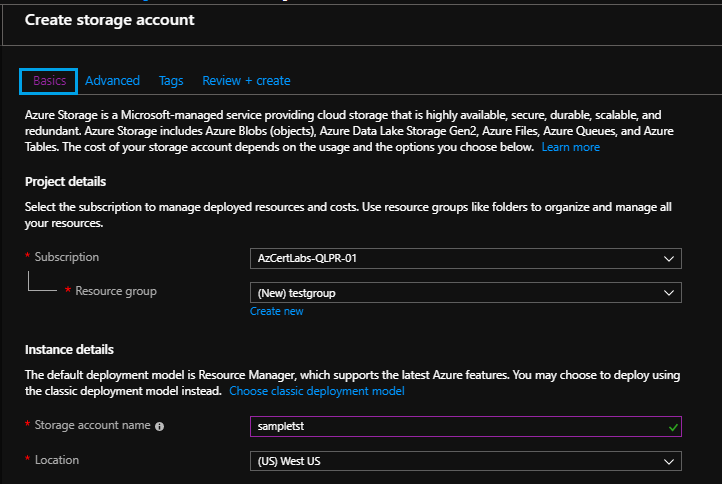 Create storage account
Basics Advanced Tags Review + create
Azure Storage is a Microsoft-managed service providing cloud storage that is highly available, secure, durable, scalable, and
redundant. Azure Storage includes Azure Blobs (objects), Azure Data Lake Storage Gen2, Azure Files, Azure Queues, and Azure
Tables. The cost of your storage account depends on the usage and the options you choose below. Learn more
Project details
Select the subscription to manage deployed resources and costs. Use resource groups like folders to organize and manage all
your resources.
* Subscription AzCertLabs-QLPR-01
* Resource group (New) testgroup
Create new
Instance details
The default deployment model is Resource Manager, which supports the latest Azure features. You may choose to deploy using
the classic deployment model instead. Choose classic deployment model
* Storage account name sampletst
* Location (US) West US